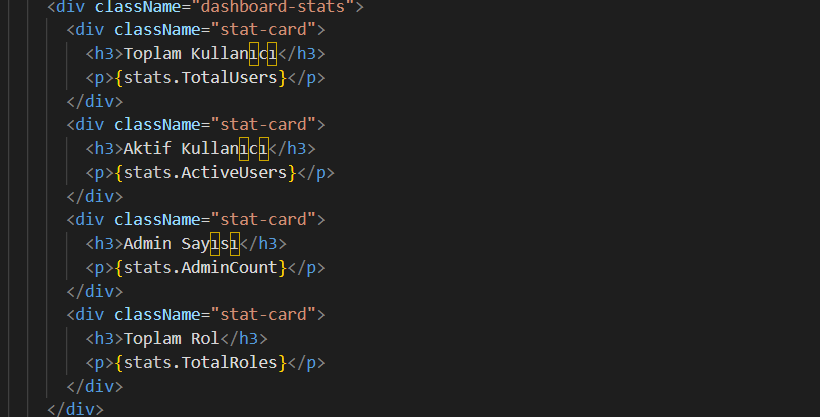 <div className="dashboard-stats">
<div className="stat-card">
<h3>Toplam Kullanıcı</h3>
<p>{stats.TotalUsers}</p>
</div>
<div className="stat-card">
<h3>Aktif Kullanıcı</h3>
<p>{stats.ActiveUsers}</p>
</div>
<div className="stat-card">
<h3>Admin Sayısı</h3>
<p>{stats.AdminCount}</p>
</div>
<div className="stat-card">
<h3>Toplam Rol</h3>
<p>{stats.TotalRoles}</p>
</div>
</div>